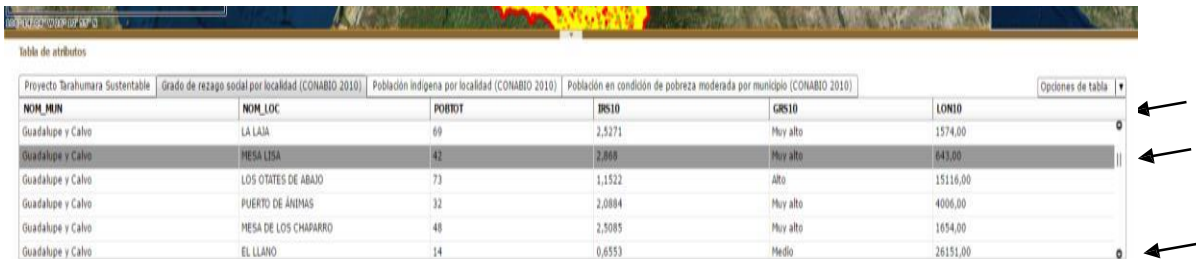 Tabla de atributos
Proyecto Tarahumara Sustentable Grado de rezago social por localidad (CONABIO 2010) Población indígena por localidad (CONABIO 2010) Población en condición de pobreza moderada por municipio (CONABIO 2010) Opciones de tabla
NOM_MUN NOM_LOC POBTOT IRS10 GRS10 LON10
Guadalupe y Calvo LA LAJA 69 2,5271 Muy alto 1574,00
Guadalupe y Calvo MESA LISA 42 2,868 Muy alto 643,00
Guadalupe y Calvo LOS OTATES DE ABAJO 73 1,1522 Alto 15116,00
Guadalupe y Calvo PUERTO DE ÁNIMAS 32 2,0884 Muy alto 4006,00
Guadalupe y Calvo MESA DE LOS CHAPARRO 48 2,5085 Muy alto 1654,00
Guadalupe y Calvo EL LLANO 14 0,6553 Medio 26151,00